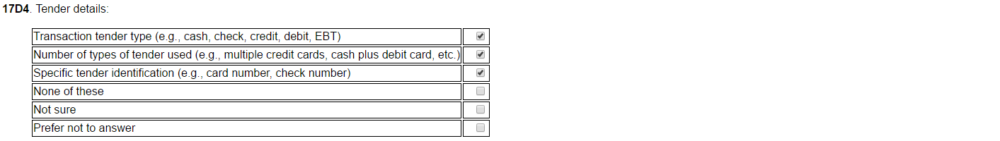 17D4. Tender details:
Transaction tender type (e.g., cash, check, credit, debit, EBT)
Number of types of tender used (e.g., multiple credit cards, cash plus debit card, etc.)
Specific tender identification (e.g., card number, check number)
None of these
Not sure
Prefer not to answer